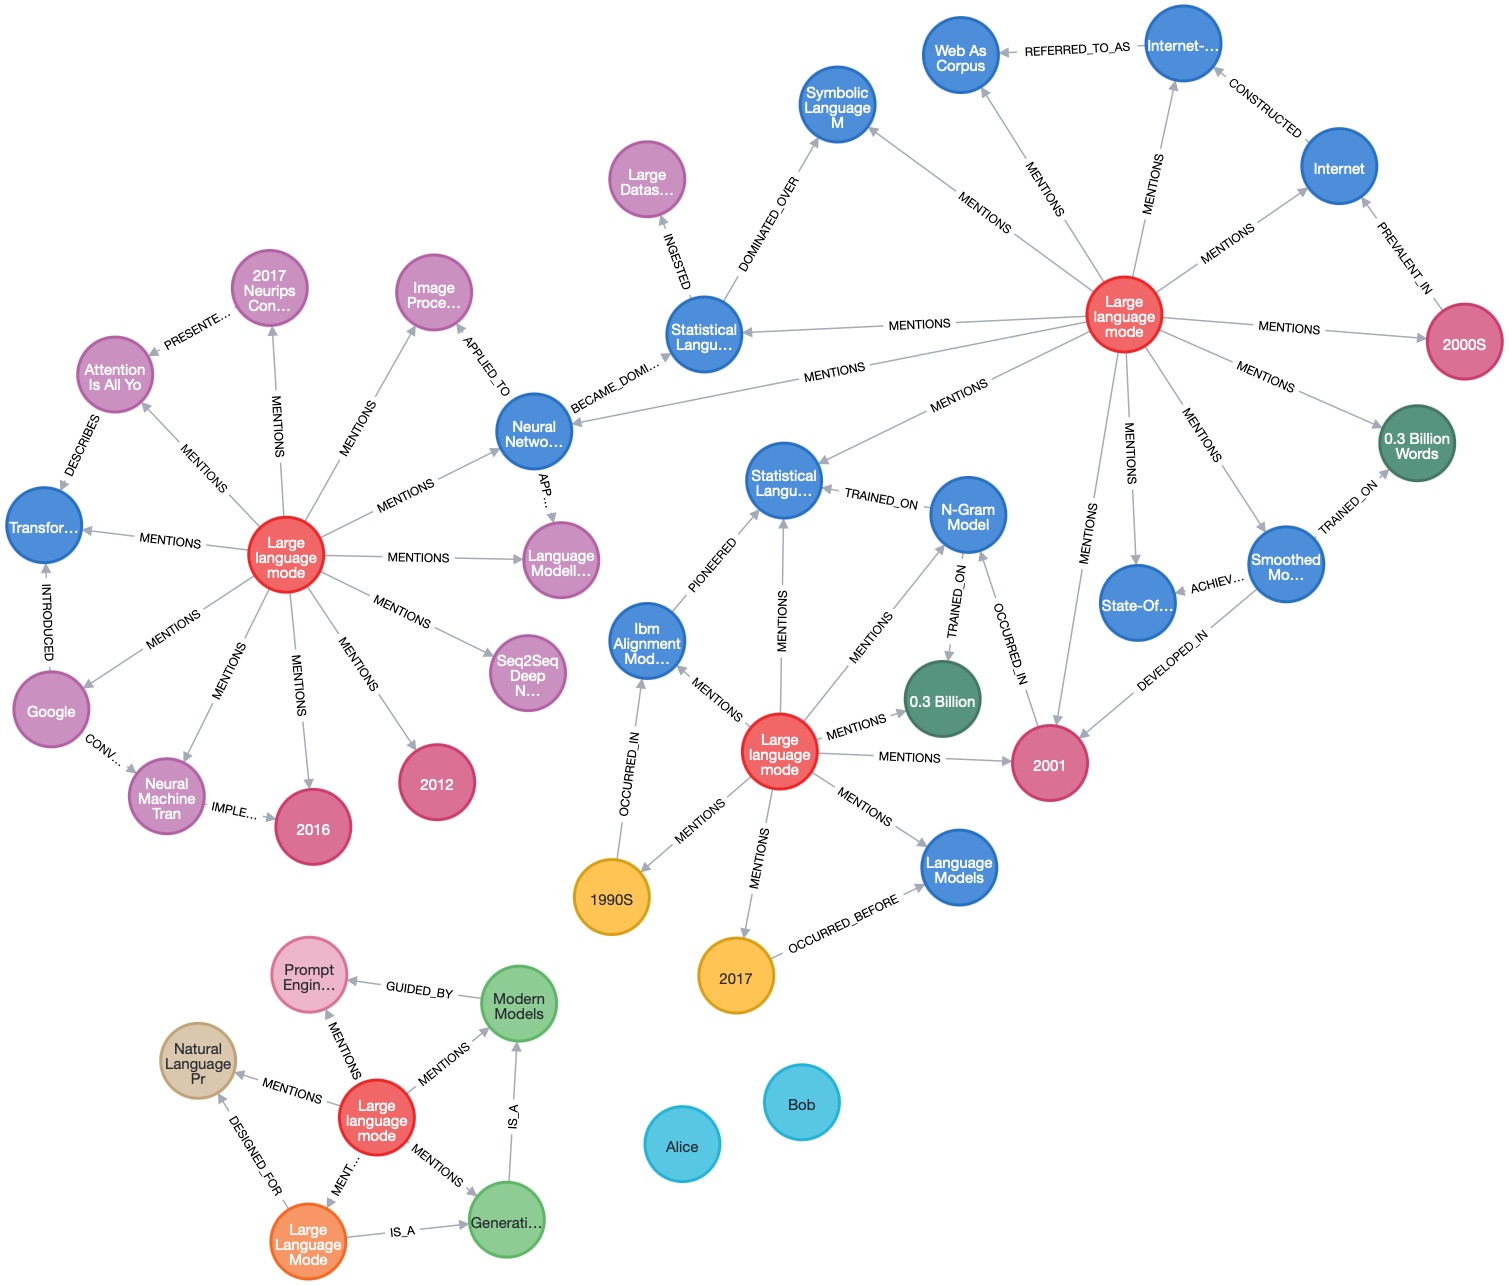 Web As
Corpus
REFERRED_TO_AS
Internet-...
CONSTRUCTED
Internet
Symbolic
Language
M
Large
Datas...
INGESTED
DOMINATED_OVER
MENTIONS
MENTIONS
MENTIONS
MENTIONS
PREVALENT_IN
Large
language
mode
MENTIONS
2000S
MENTIONS
Statistical
Langu...
MENTIONS
MENTIONS
MENTIONS
0.3 Billion
Words
MENTIONS
MENTIONS
MENTIONS
TRAINED_ON
Smoothed
Mo...
ACHIEV...
State-Of...
DEVELOPED_IN
2017
Neurips
Con...
PRESENTE...
Attention
Is All Yo
DESCRIBES
Transfor...
Image
Proce...
APPLIED_TO
BECAME_DOMI...
Neural
Netwo...
APP...
MENTIONS
MENTIONS
MENTIONS
MENTIONS
MENTIONS
Large
language
mode
MENTIONS
Language
Modell...
MENTIONS
Seq2Seq
Deep
N...
INTRODUCED
MENTIONS
MENTIONS
MENTIONS
MENTIONS
Google
CONV...
Neural
Machine
Tran
IMPLE...
2016
2012
Statistical
Langu...
TRAINED_ON
N-Gram
Model
PIONEERED
TRAINED_ON
OCCURRED_IN
Ibm
Alignment
Mod...
MENTIONS
MENTIONS
MENTIONS
0.3 Billion
MENTIONS
Large
language
mode
MENTIONS
2001
OCCURRED_IN
MENTIONS
MENTIONS
MENTIONS
1990S
Language
Models
OCCURRED_BEFORE
2017
Prompt
Engin...
GUIDED_BY
Modern
Models
Natural
Language
Pr
MENTIONS
MENTIONS
MENTIONS
Large
language
mode
IS_A
DESIGNED_FOR
MENT...
MENTIONS
Large
Language
Mode
IS_A
Generati...
Bob
Alice